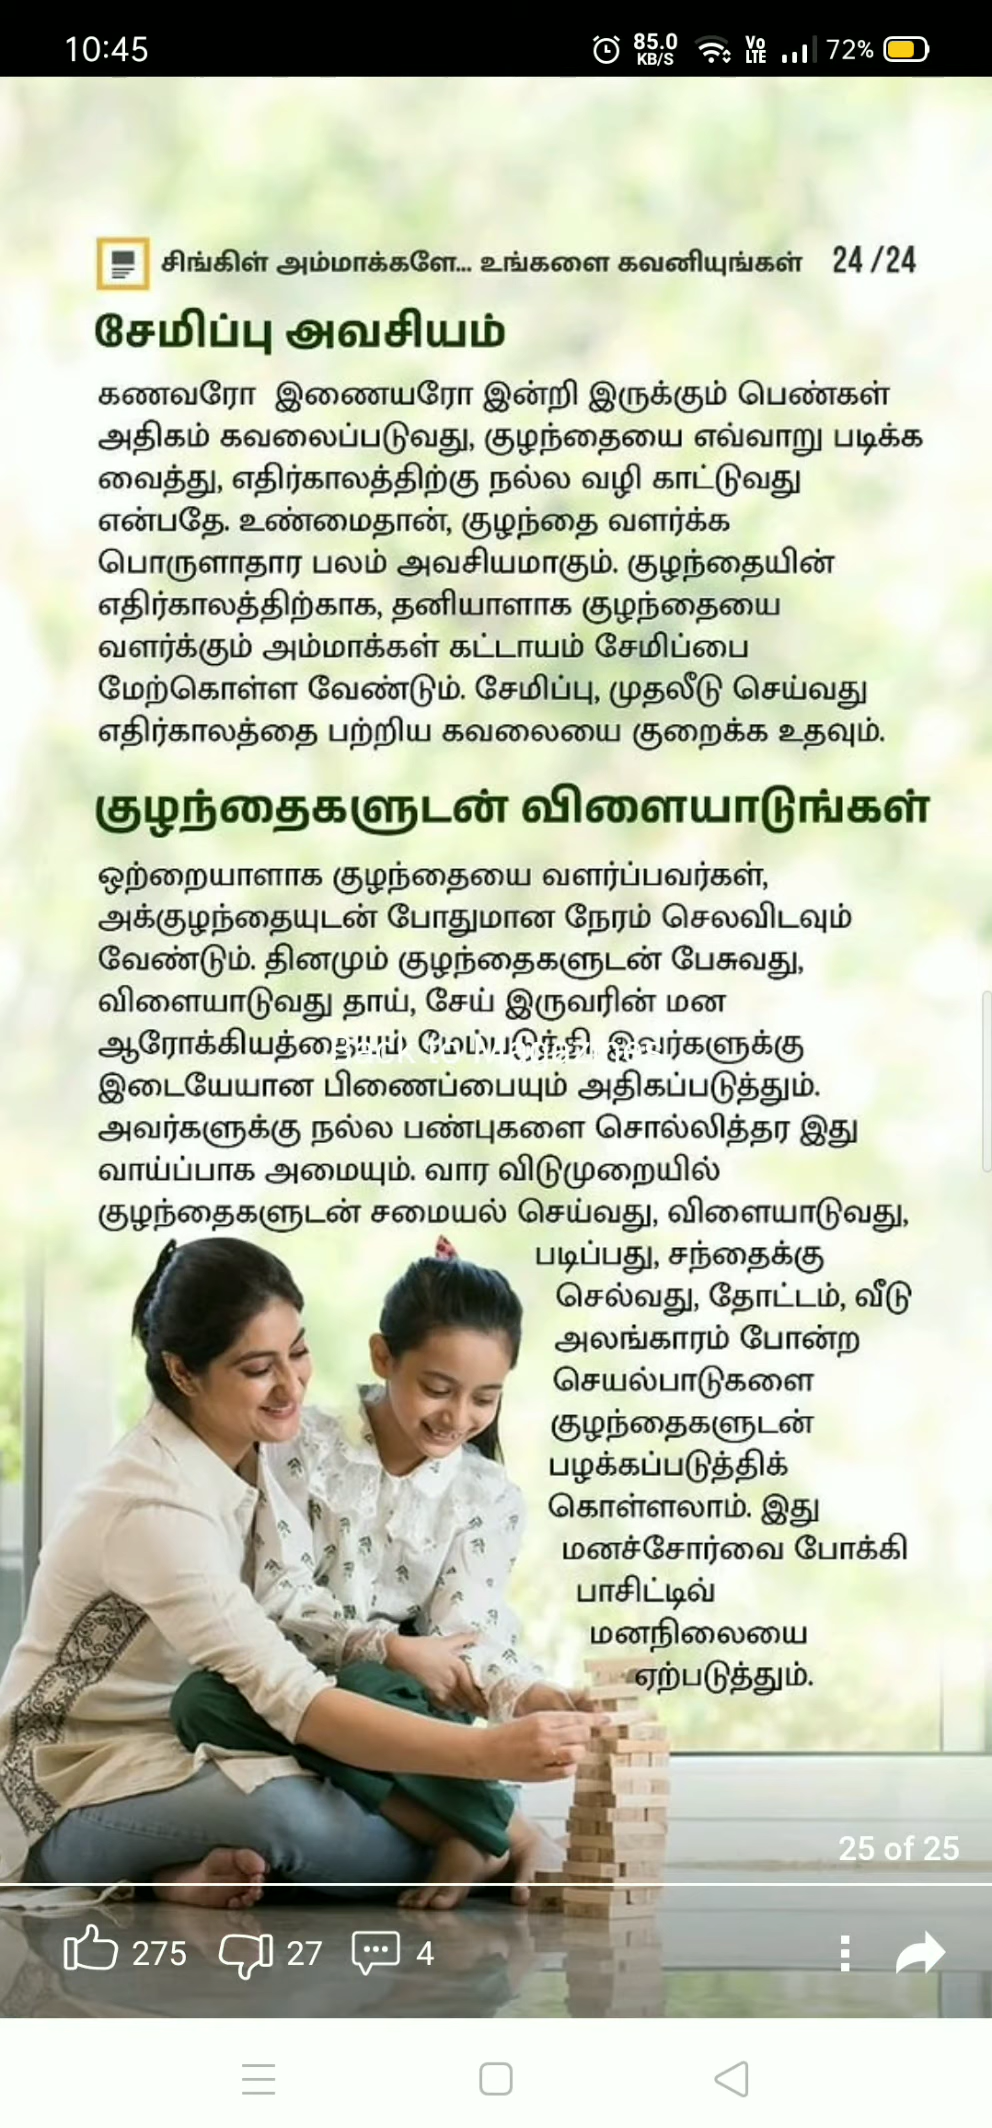 10:45
85.0 KB/S Vo LTE 72%
சிங்கிள் அம்மாக்களே... உங்களை கவனியுங்கள் 24 /24
சேமிப்பு அவசியம்
கணவரோ இணையரோ இன்றி இருக்கும் பெண்கள்
அதிகம் கவலைப்படுவது, குழந்தையை எவ்வாறு படிக்க
வைத்து, எதிர்காலத்திற்கு நல்ல வழி காட்டுவது
என்பதே. உண்மைதான், குழந்தை வளர்க்க
பொருளாதார பலம் அவசியமாகும். குழந்தையின்
எதிர்காலத்திற்காக, தனியாளாக குழந்தையை
வளர்க்கும் அம்மாக்கள் கட்டாயம் சேமிப்பை
மேற்கொள்ள வேண்டும். சேமிப்பு, முதலீடு செய்வது
எதிர்காலத்தை பற்றிய கவலையை குறைக்க உதவும்.
குழந்தைகளுடன் விளையாடுங்கள்
ஒற்றையாளாக குழந்தையை வளர்ப்பவர்கள்,
அக்குழந்தையுடன் போதுமான நேரம் செலவிடவும்
வேண்டும். தினமும் குழந்தைகளுடன் பேசுவது,
விளையாடுவது தாய், சேய் இருவரின் மன
Back to Magazines
இடையேயான பிணைப்பையும் அதிகப்படுத்தும்.
அவர்களுக்கு நல்ல பண்புகளை சொல்லித்தர இது
வாய்ப்பாக அமையும். வார விடுமுறையில்
குழந்தைகளுடன் சமையல் செய்வது, விளையாடுவது,
படிப்பது, சந்தைக்கு
செல்வது, தோட்டம், வீடு
அலங்காரம் போன்ற
செயல்பாடுகளை
குழந்தைகளுடன்
பழக்கப்படுத்திக்
கொள்ளலாம். இது
மனச்சோர்வை போக்கி
பாசிட்டிவ்
மனநிலையை
ஏற்படுத்தும்.
25 of 25
275 27 4